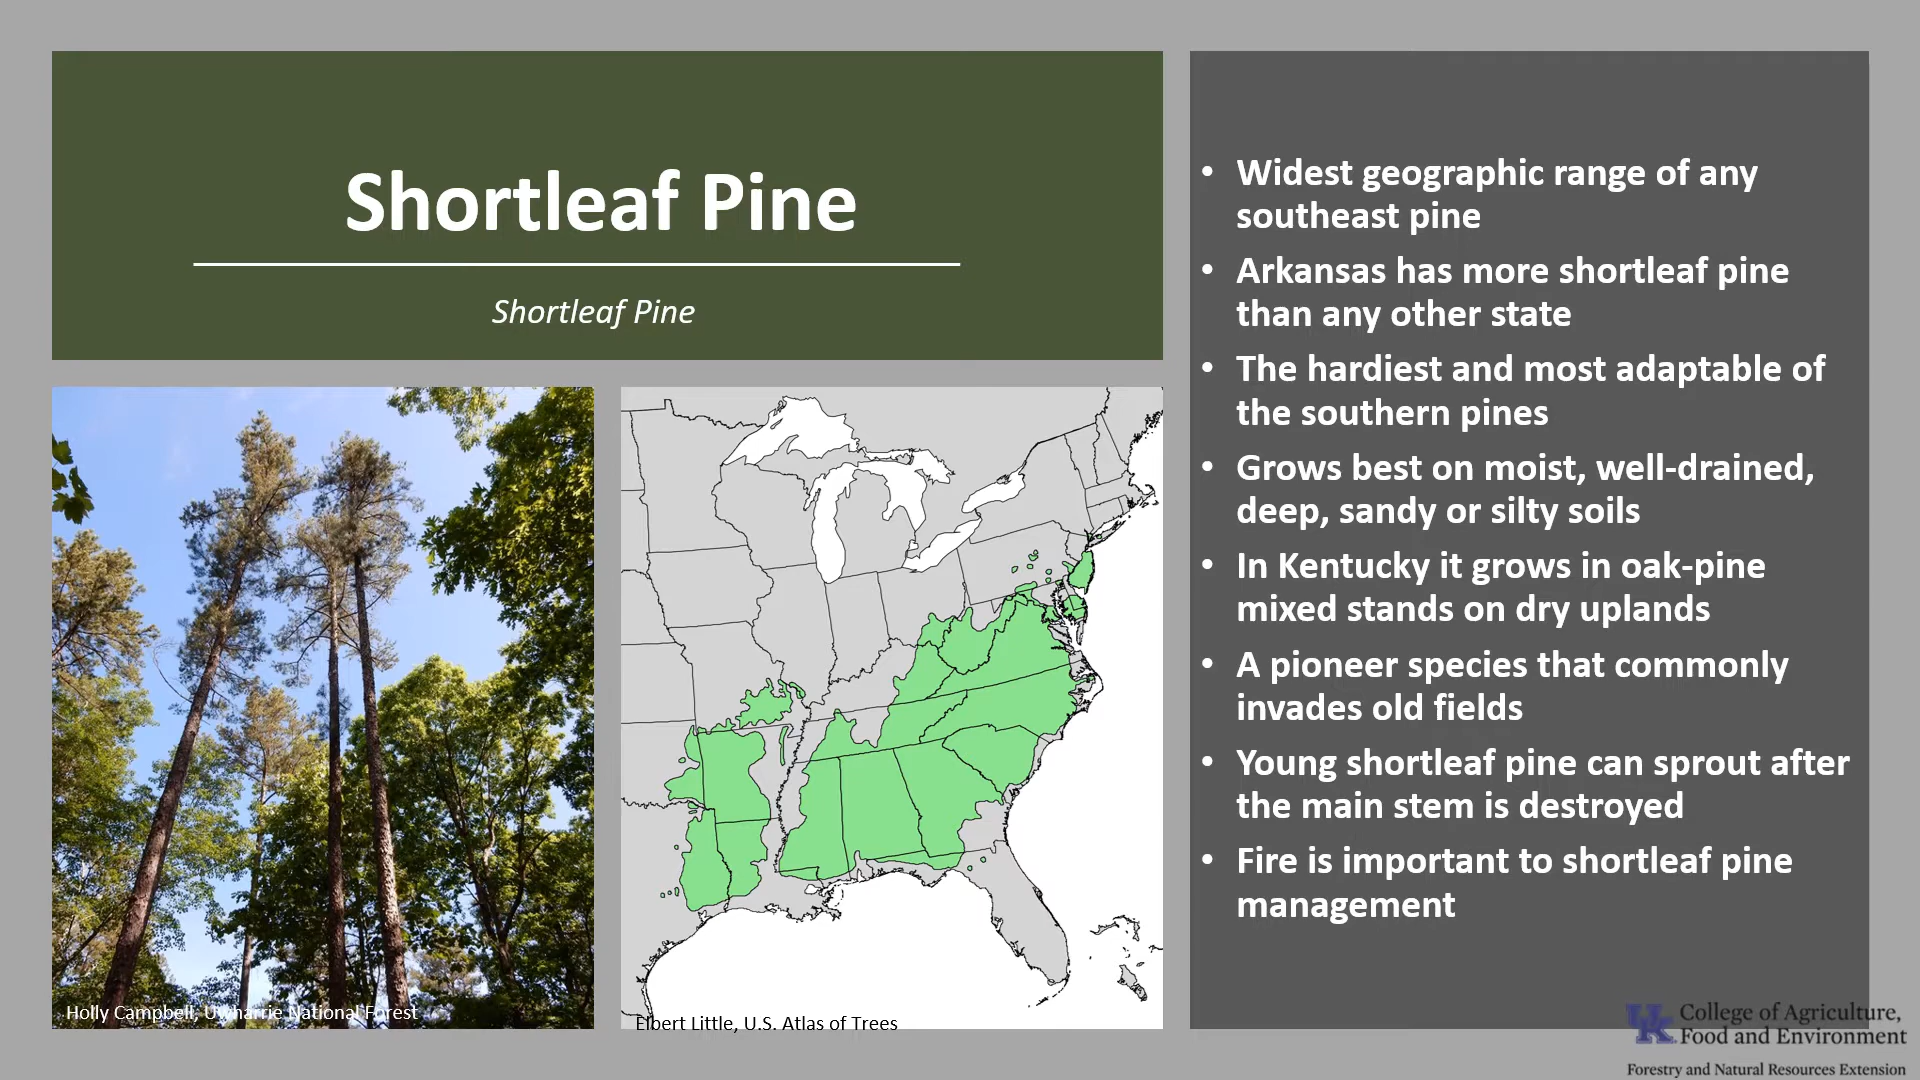 Shortleaf Pine
Shortleaf Pine
• Widest geographic range of any
southeast pine
• Arkansas has more shortleaf pine
than any other state
• The hardiest and most adaptable of
the southern pines
• Grows best on moist, well-drained,
deep, sandy or silty soils
• In Kentucky it grows in oak-pine
mixed stands on dry uplands
• A pioneer species that commonly
invades old fields
• Young shortleaf pine can sprout after
the main stem is destroyed
• Fire is important to shortleaf pine
management
Holly Campbell, Uwharrie National Forest
Elbert Little, U.S. Atlas of Trees
UK College of Agriculture,
Food and Environment
Forestry and Natural Resources Extension